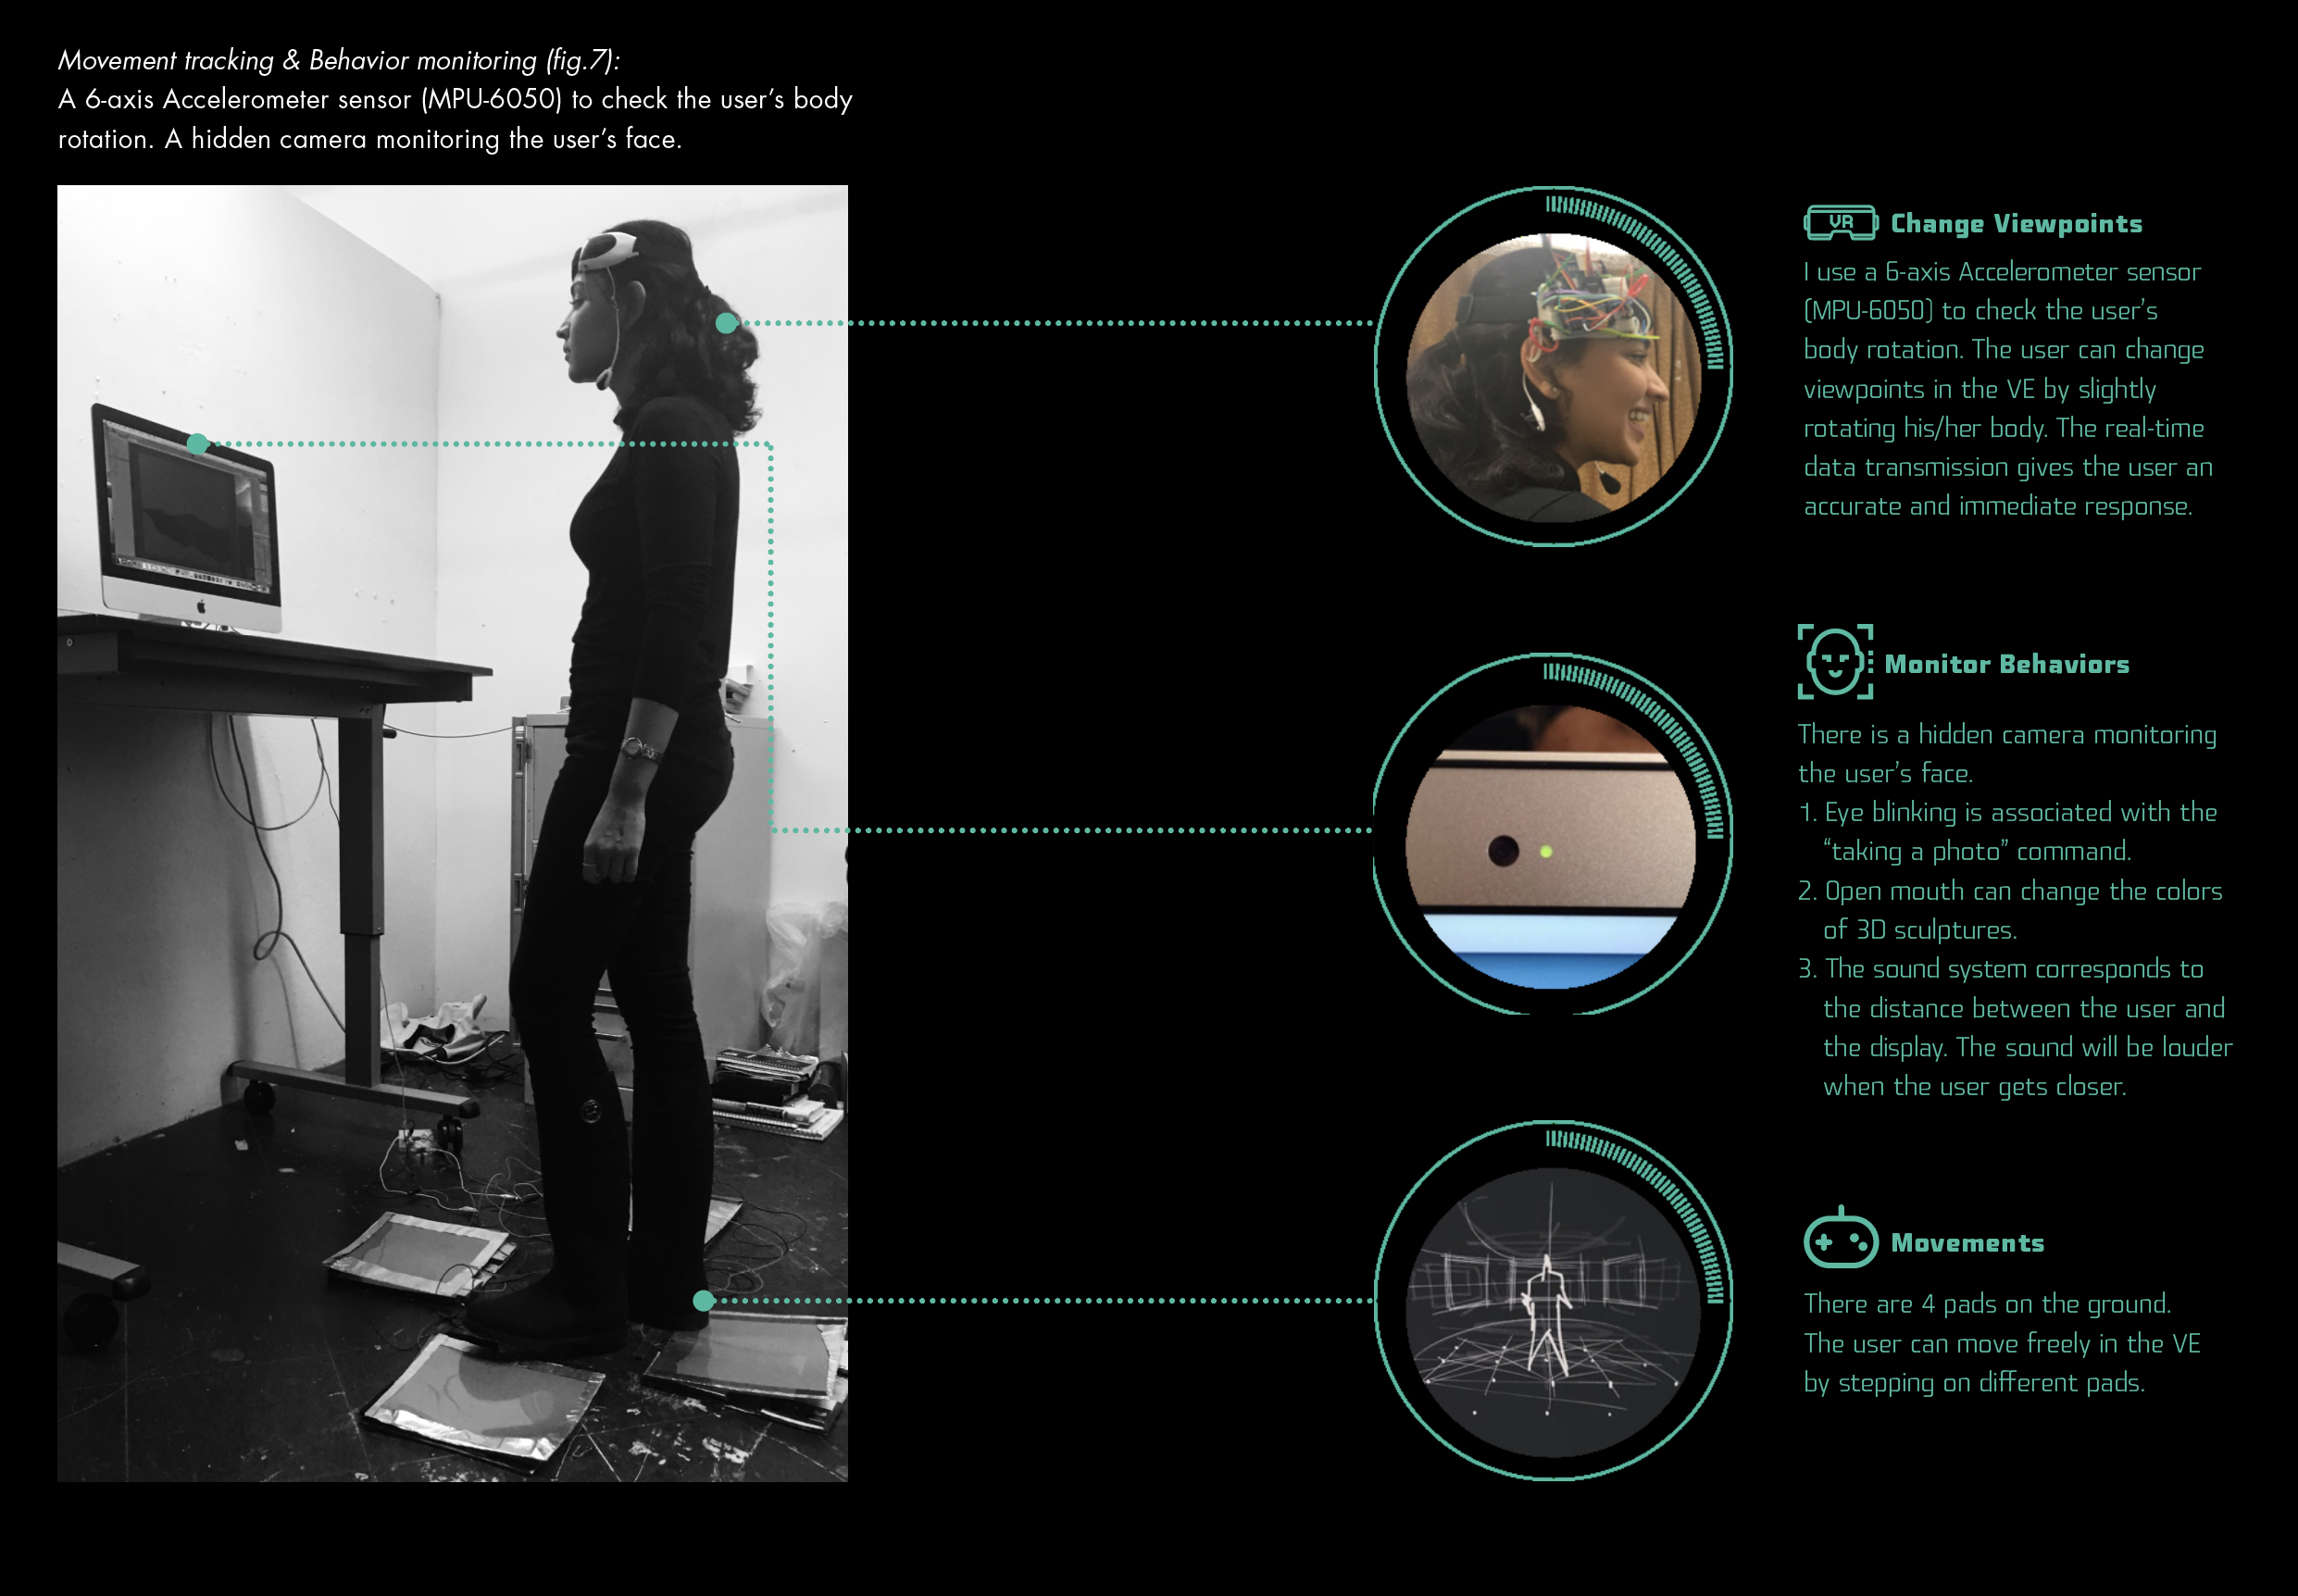 Movement tracking & Behavior monitoring (fig.7):
A 6-axis Accelerometer sensor (MPU-6050) to check the user's body
rotation. A hidden camera monitoring the user's face.
VR
Change Viewpoints
I use a 6-axis Accelerometer sensor
(MPU-6050) to check the user's
body rotation. The user can change
viewpoints in the VE by slightly
rotating his/her body. The real-time
data transmission gives the user an
accurate and immediate response.
Monitor Behaviors
There is a hidden camera monitoring
the user's face.
1. Eye blinking is associated with the
“taking a photo” command.
2. Open mouth can change the colors
of 3D sculptures.
3. The sound system corresponds to
the distance between the user and
the display. The sound will be louder
when the user gets closer.
Movements
There are 4 pads on the ground.
The user can move freely in the VE
by stepping on different pads.